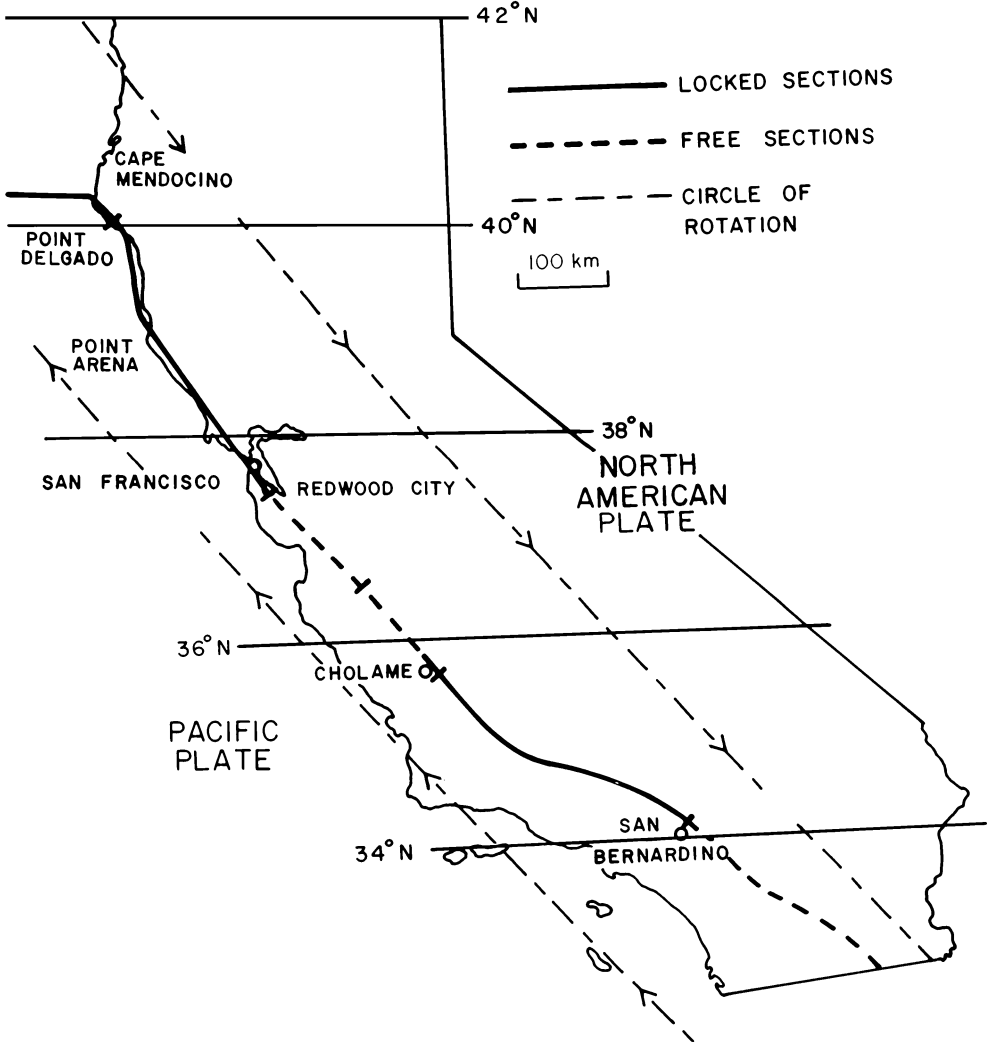 42°N
LOCKED SECTIONS
FREE SECTIONS
CAPE
MENDOCINO
CIRCLE OF
ROTATION
40°N
POINT
DELGADO
100 km
POINT
ARENA
38°N
NORTH
AMERICAN
PLATE
SAN FRANCISCO
REDWOOD CITY
36°N
CHOLAME
PACIFIC
PLATE
SAN
BERNARDINO
34°N